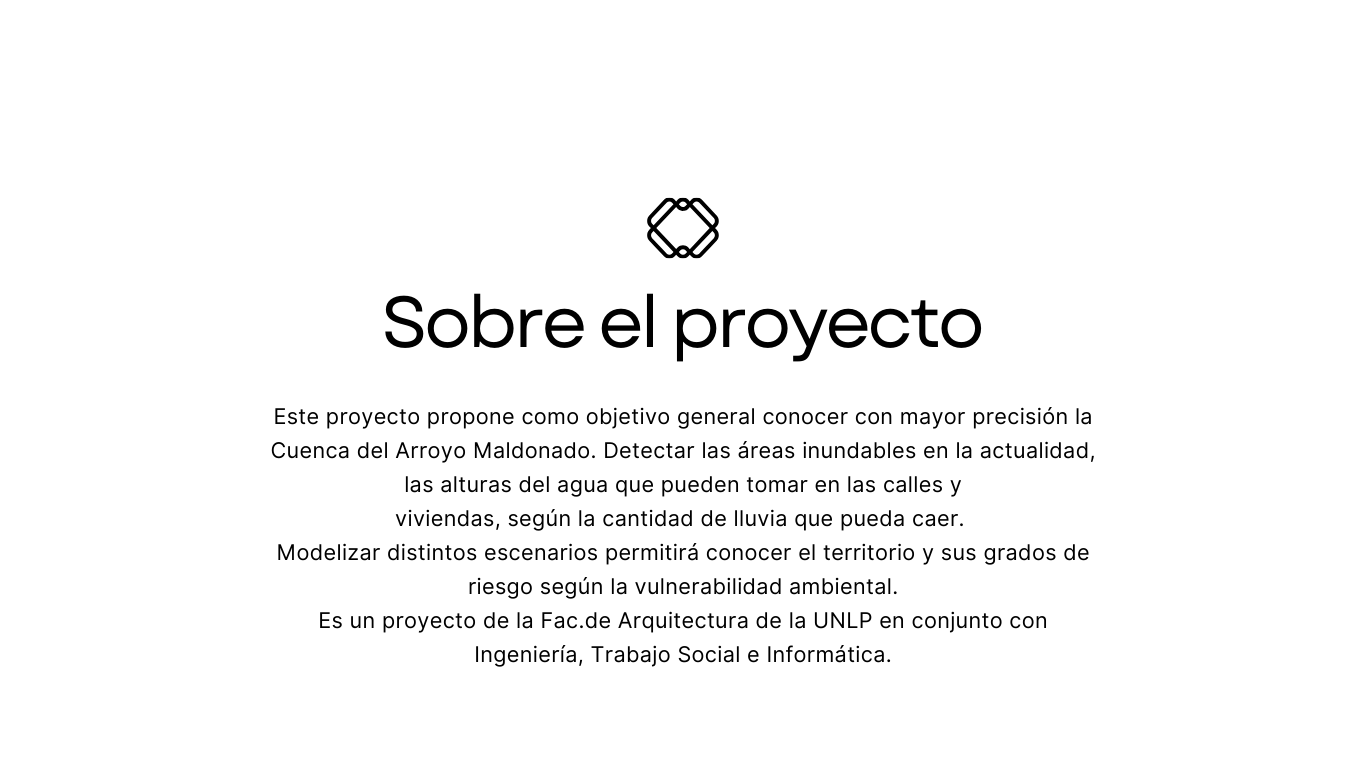 Sobre el proyecto
Este proyecto propone como objetivo general conocer con mayor precisión la
Cuenca del Arroyo Maldonado. Detectar las áreas inundables en la actualidad,
las alturas del agua que pueden tomar en las calles y
viviendas, según la cantidad de lluvia que pueda caer.
Modelizar distintos escenarios permitirá conocer el territorio y sus grados de
riesgo según la vulnerabilidad ambiental.
Es un proyecto de la Fac.de Arquitectura de la UNLP en conjunto con
Ingeniería, Trabajo Social e Informática.